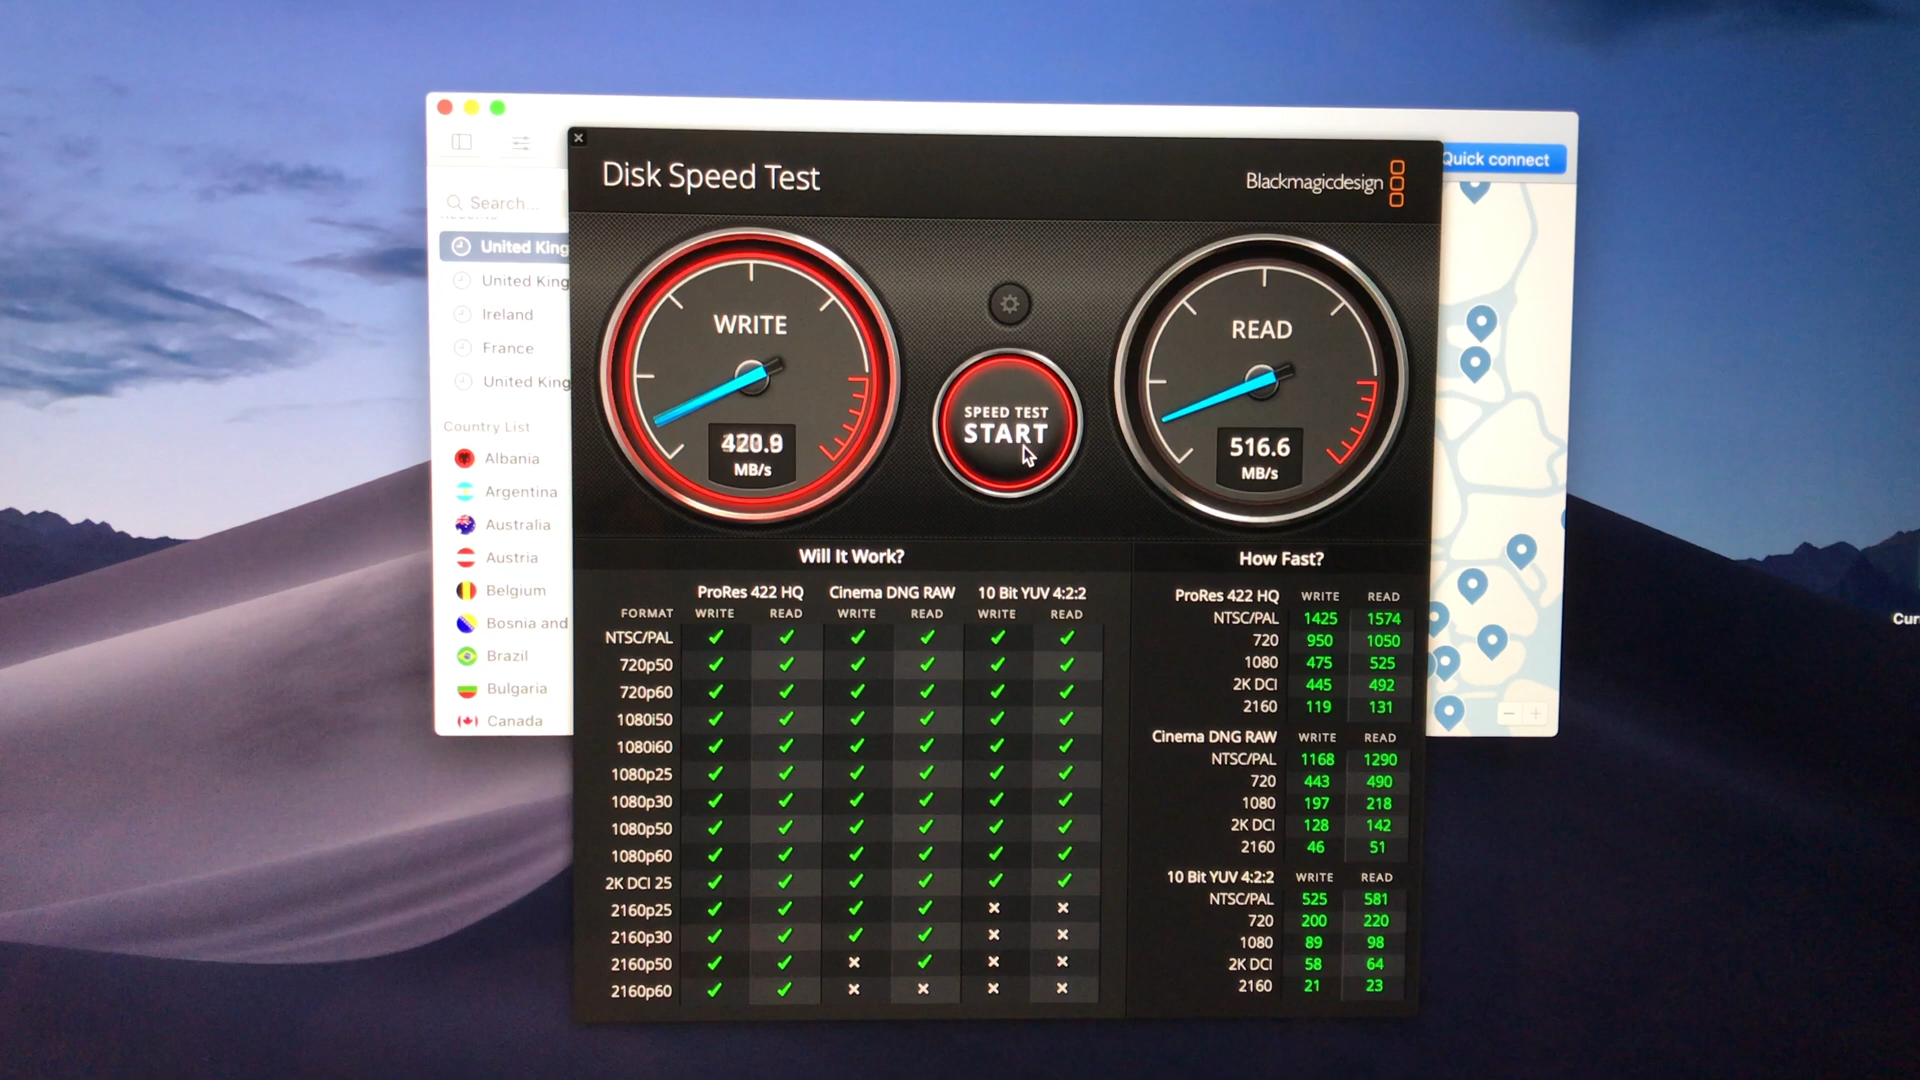 Quick connect
Search...
United King
United King
Ireland
France
United King
Country List
Albania
Argentina
Australia
Austria
Belgium
Bosnia and
Brazil
Bulgaria
Canada
Disk Speed Test
Blackmagicdesign
WRITE
MB/s
SPEED TEST
START
READ
516.6
MB/s
Will It Work?
ProRes 422 HQ Cinema DNG RAW 10 Bit YUV 4:2:2
FORMAT WRITE READ WRITE READ WRITE READ
NTSC/PAL ✓ ✓ ✓ ✓ ✓ ✓
720p50 ✓ ✓ ✓ ✓ ✓ ✓
720p60 ✓ ✓ ✓ ✓ ✓ ✓
1080i50 ✓ ✓ ✓ ✓ ✓ ✓
1080i60 ✓ ✓ ✓ ✓ ✓ ✓
1080p25 ✓ ✓ ✓ ✓ ✓ ✓
1080p30 ✓ ✓ ✓ ✓ ✓ ✓
1080p50 ✓ ✓ ✓ ✓ ✓ ✓
1080p60 ✓ ✓ ✓ ✓ ✓ ✓
2K DCI 25 ✓ ✓ ✓ ✓ ✓ ✓
2160p25 ✓ ✓ ✓ ✓ × ×
2160p30 ✓ ✓ ✓ ✓ × ×
2160p50 ✓ ✓ × ✓ × ×
2160p60 ✓ ✓ × × × ×
How Fast?
ProRes 422 HQ WRITE READ
NTSC/PAL 1425 1574
720 950 1050
1080 475 525
2K DCI 445 492
2160 119 131
Cinema DNG RAW WRITE READ
NTSC/PAL 1168 1290
720 443 490
1080 197 218
2K DCI 128 142
2160 46 51
10 Bit YUV 4:2:2 WRITE READ
NTSC/PAL 525 581
720 200 220
1080 89 98
2K DCI 58 64
2160 21 23